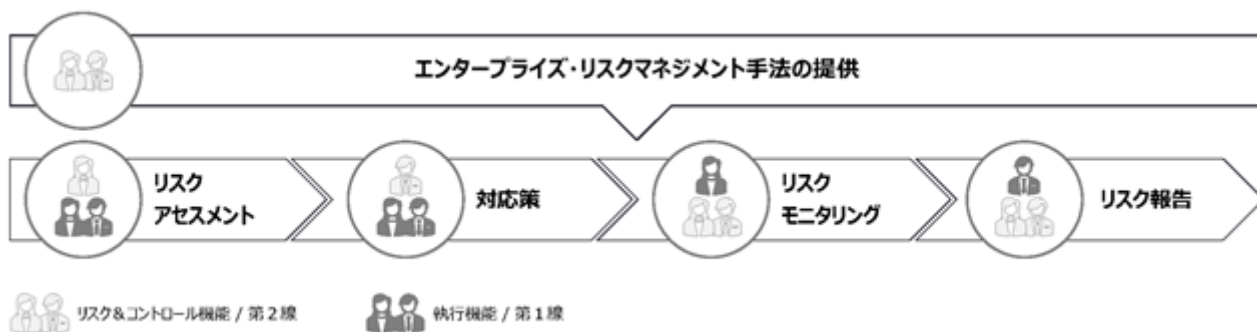 エンタープライズ・リスクマネジメント手法の提供
リスク
アセスメント
対応策
リスク
モニタリング
リスク報告
リスク＆コントロール機能 / 第２線
執行機能 / 第１線